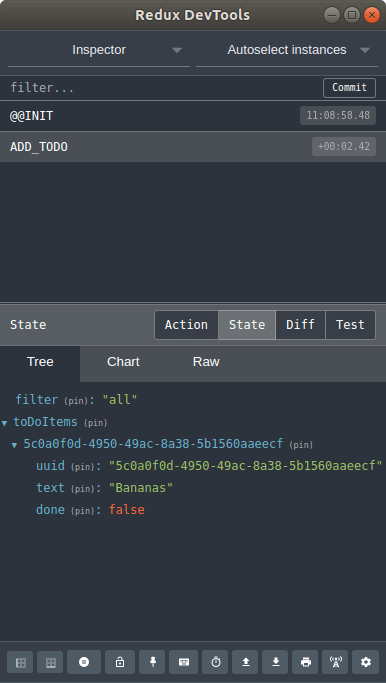 Redux DevTools
Inspector Autoselect instances
filter... Commit
@@INIT 11:08:58.48
ADD_TODO +00:02.42
State Action State Diff Test
Tree Chart Raw
filter (pin): "all"
toDoItems (pin)
5c0a0f0d-4950-49ac-8a38-5b1560aaeecf (pin)
uuid (pin): "5c0a0f0d-4950-49ac-8a38-5b1560aaeecf"
text (pin): "Bananas"
done (pin): false